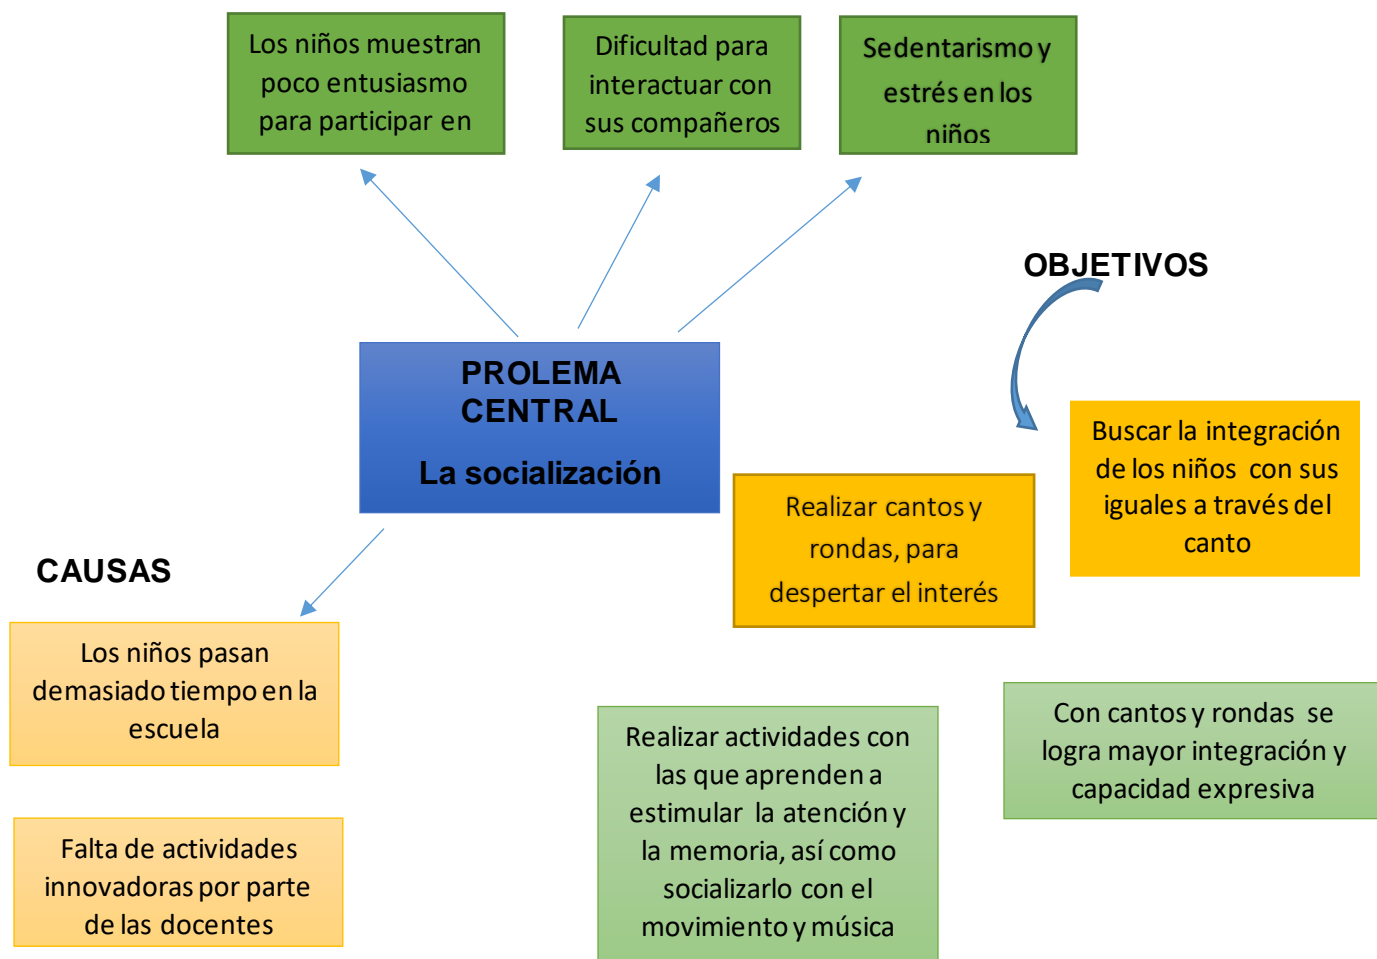 Los niños muestran
poco entusiasmo
para participar en
Dificultad para
interactuar con
sus compañeros
Sedentarismo y
estrés en los
niños
OBJETIVOS
PROLEMA
CENTRAL
La socialización
Buscar la integración
de los niños con sus
iguales a través del
canto
Realizar cantos y
rondas, para
despertar el interés
CAUSAS
Los niños pasan
demasiado tiempo en la
escuela
Falta de actividades
innovadoras por parte
de las docentes
Realizar actividades con
las que aprenden a
estimular la atención y
la memoria, así como
socializarlo con el
movimiento y música
Con cantos y rondas se
logra mayor integración y
capacidad expresiva